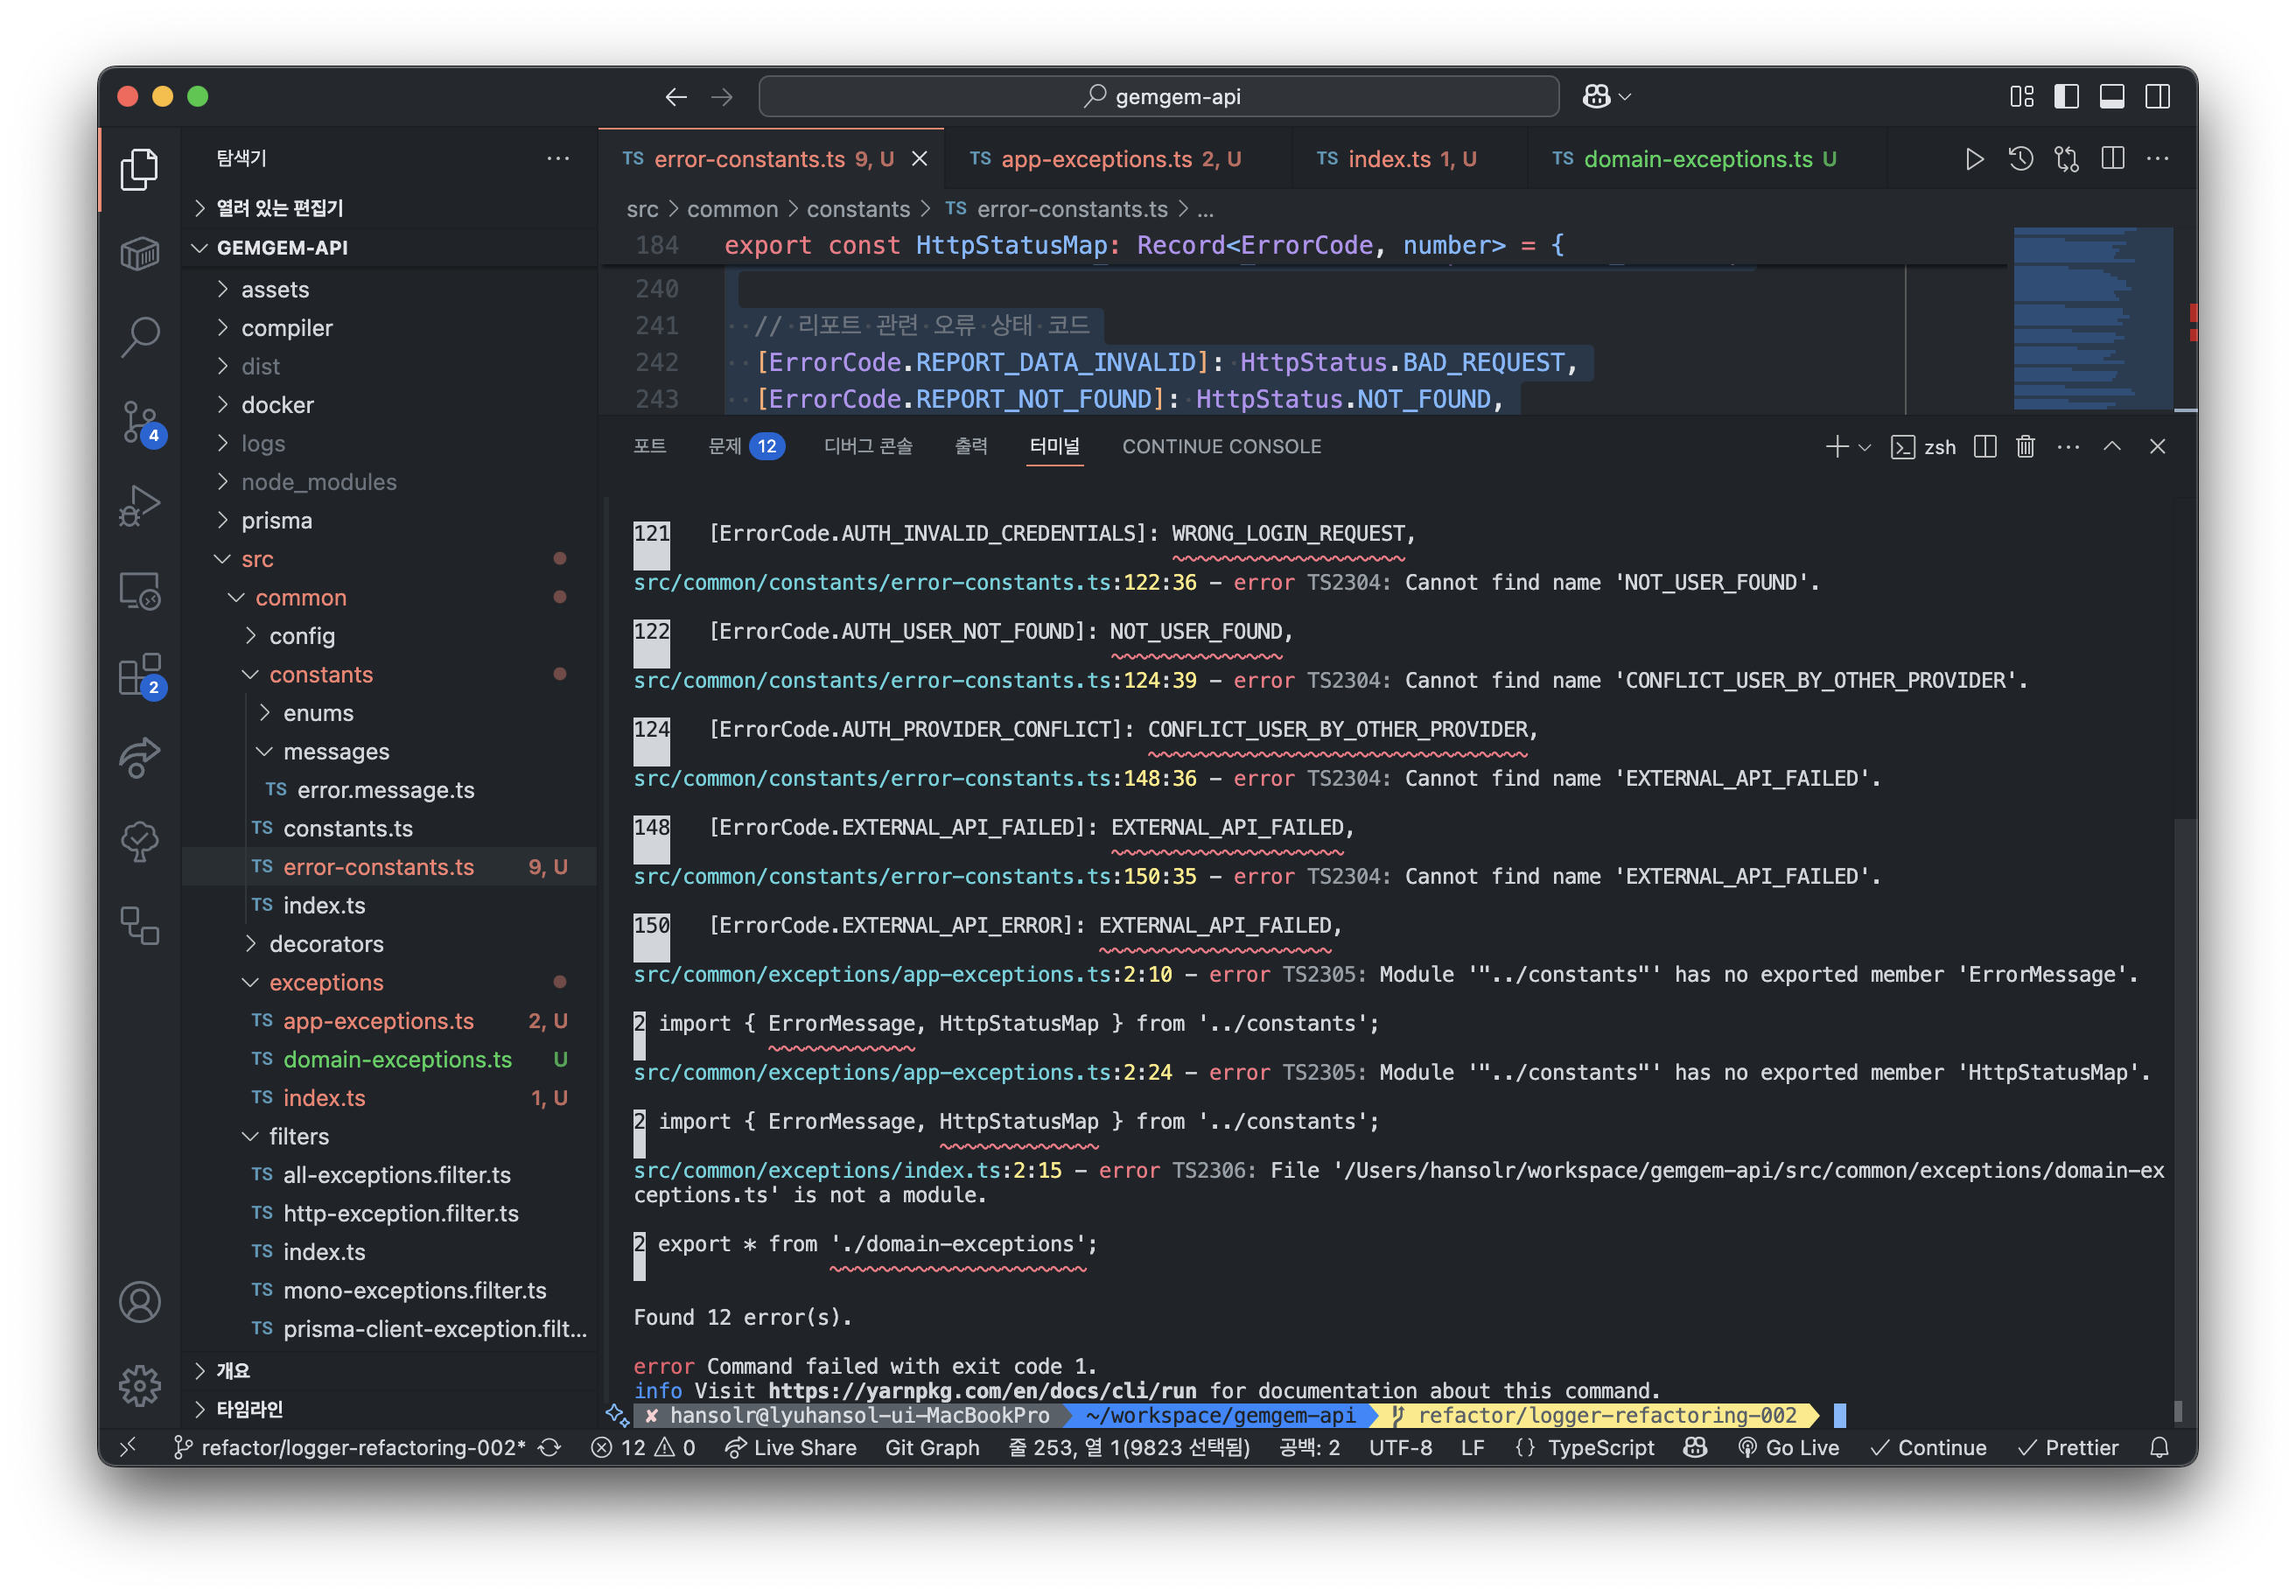 gemgem-api
탐색기
열려 있는 편집기
GEMGEM-API
assets
compiler
dist
docker
logs
node_modules
prisma
src
common
config
constants
enums
messages
TS error.message.ts
TS constants.ts
TS error-constants.ts 9, U
TS index.ts
decorators
exceptions
TS app-exceptions.ts 2, U
TS domain-exceptions.ts U
TS index.ts 1, U
filters
TS all-exceptions.filter.ts
TS http-exception.filter.ts
TS index.ts
TS mono-exceptions.filter.ts
TS prisma-client-exception.filt...
개요
타임라인
4
2
TS error-constants.ts 9, U
TS app-exceptions.ts 2, U
TS index.ts 1, U
TS domain-exceptions.ts U
src > common > constants > TS error-constants.ts > ...
184 export const HttpStatusMap: Record<ErrorCode, number> = {
240
241 // 리포트 관련 오류 상태 코드
242 [ErrorCode.REPORT_DATA_INVALID]: HttpStatus.BAD_REQUEST,
243 [ErrorCode.REPORT_NOT_FOUND]: HttpStatus.NOT_FOUND,
포트 문제 12 디버그 콘솔 출력 터미널 CONTINUE CONSOLE
zsh
121 [ErrorCode.AUTH_INVALID_CREDENTIALS]: WRONG_LOGIN_REQUEST,
src/common/constants/error-constants.ts:122:36 - error TS2304: Cannot find name 'NOT_USER_FOUND'.
122 [ErrorCode.AUTH_USER_NOT_FOUND]: NOT_USER_FOUND,
src/common/constants/error-constants.ts:124:39 - error TS2304: Cannot find name 'CONFLICT_USER_BY_OTHER_PROVIDER'.
124 [ErrorCode.AUTH_PROVIDER_CONFLICT]: CONFLICT_USER_BY_OTHER_PROVIDER,
src/common/constants/error-constants.ts:148:36 - error TS2304: Cannot find name 'EXTERNAL_API_FAILED'.
148 [ErrorCode.EXTERNAL_API_FAILED]: EXTERNAL_API_FAILED,
src/common/constants/error-constants.ts:150:35 - error TS2304: Cannot find name 'EXTERNAL_API_FAILED'.
150 [ErrorCode.EXTERNAL_API_ERROR]: EXTERNAL_API_FAILED,
src/common/exceptions/app-exceptions.ts:2:10 - error TS2305: Module '"../constants"' has no exported member 'ErrorMessage'.
2 import { ErrorMessage, HttpStatusMap } from '../constants';
src/common/exceptions/app-exceptions.ts:2:24 - error TS2305: Module '"../constants"' has no exported member 'HttpStatusMap'.
2 import { ErrorMessage, HttpStatusMap } from '../constants';
src/common/exceptions/index.ts:2:15 - error TS2306: File '/Users/hansolr/workspace/gemgem-api/src/common/exceptions/domain-ex
ceptions.ts' is not a module.
2 export * from './domain-exceptions';
Found 12 error(s).
error Command failed with exit code 1.
info Visit https://yarnpkg.com/en/docs/cli/run for documentation about this command.
✘ hansolr@lyuhansol-ui-MacBookPro ~/workspace/gemgem-api refactor/logger-refactoring-002
refactor/logger-refactoring-002* 12 0 Live Share Git Graph 줄 253, 열 1(9823 선택됨) 공백: 2 UTF-8 LF {} TypeScript Go Live Continue Prettier